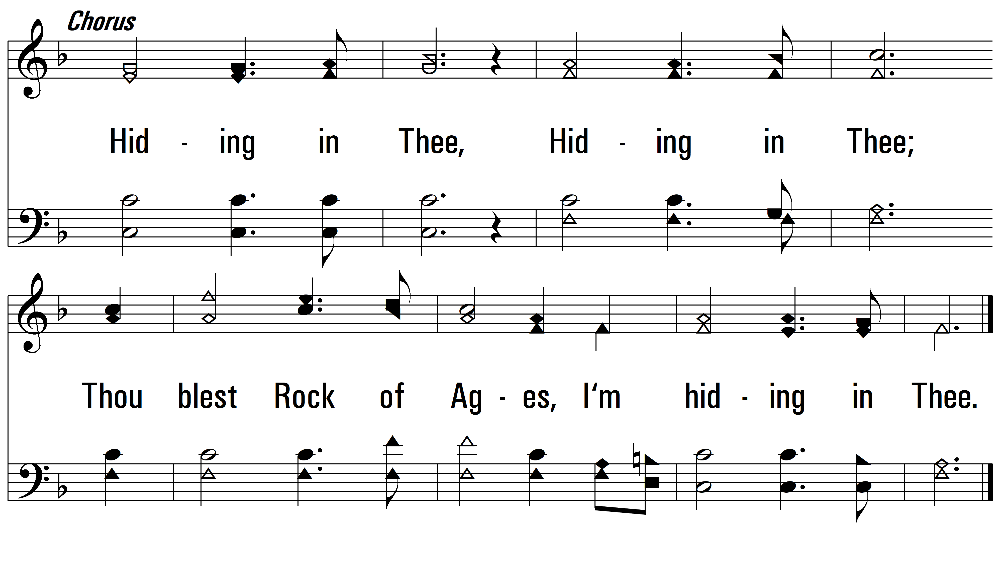 Chorus
Hid - ing in Thee, Hid - ing in Thee;
Thou blest Rock of Ag - es, I‘m hid - ing in Thee.